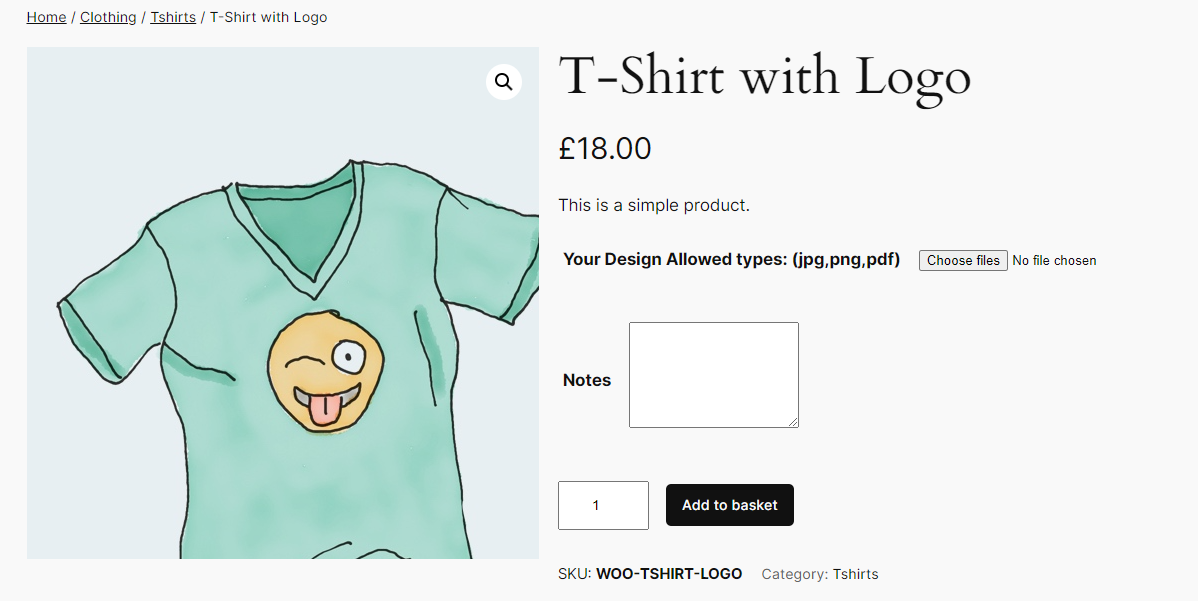 Home / Clothing / Tshirts / T-Shirt with Logo
T-Shirt with Logo
£18.00
This is a simple product.
Your Design Allowed types: (jpg,png,pdf) Choose files No file chosen
Notes
1 Add to basket
SKU: WOO-TSHIRT-LOGO Category: Tshirts